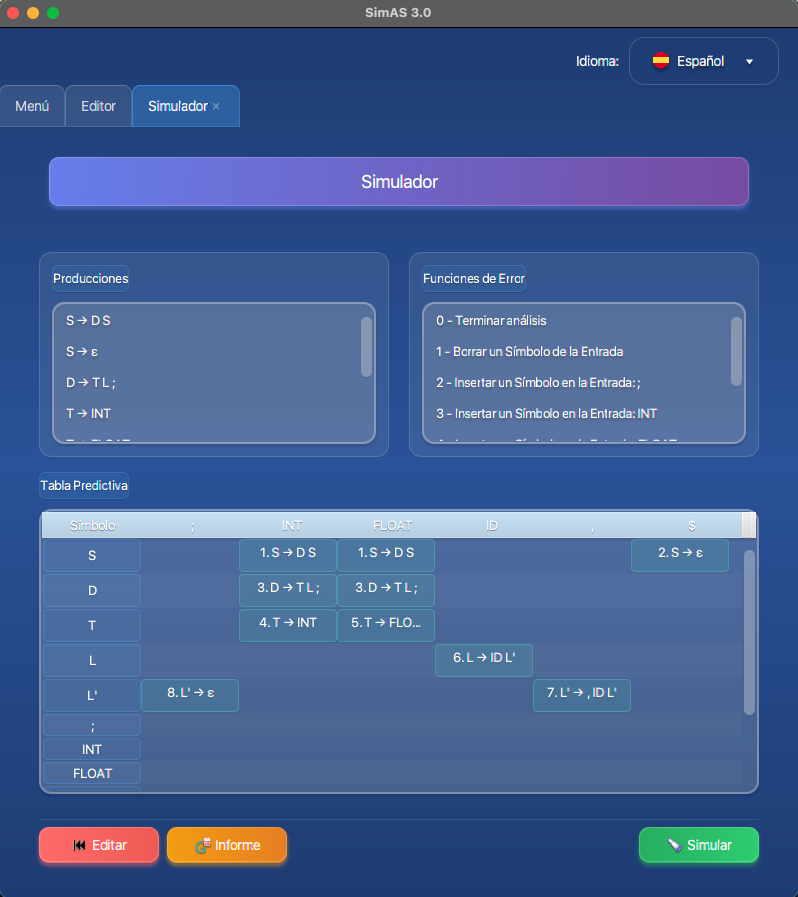 SimAS 3.0
Idioma: Español
Menú Editor Simulador ×
Simulador
Producciones
S → D S
S → ε
D → T L ;
T → INT
Funciones de Error
0 - Terminar análisis
1 - Borrar un Símbolo de la Entrada
2 - Insertar un Símbolo en la Entrada: ;
3 - Insertar un Símbolo en la Entrada: INT
Tabla Predictiva
Símbolo ; INT FLOAT ID , $
S 1. S → D S 1. S → D S 2. S → ε
D 3. D → T L ; 3. D → T L ;
T 4. T → INT 5. T → FLO...
L 6. L → ID L'
L' 8. L' → ε 7. L' → , ID L'
;
INT
FLOAT
Editar Informe Simular